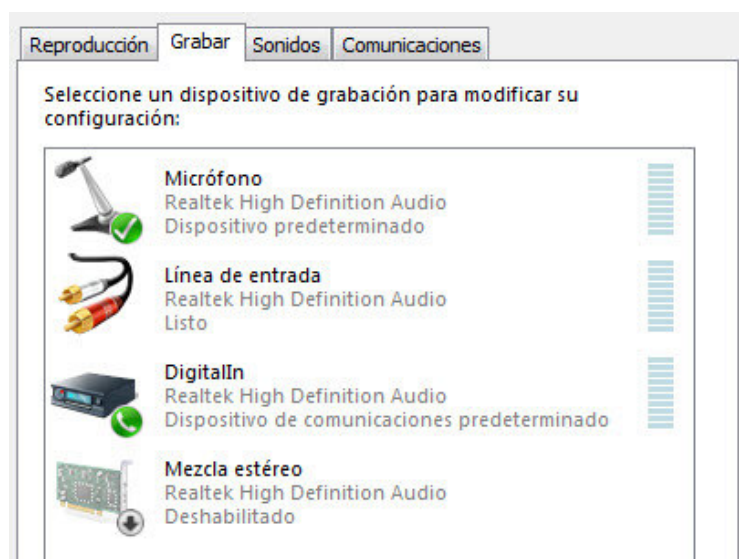 Reproducción Grabar Sonidos Comunicaciones
Seleccione un dispositivo de grabación para modificar su
configuración:
Micrófono
Realtek High Definition Audio
Dispositivo predeterminado
Línea de entrada
Realtek High Definition Audio
Listo
DigitalIn
Realtek High Definition Audio
Dispositivo de comunicaciones predeterminado
Mezcla estéreo
Realtek High Definition Audio
Deshabilitado